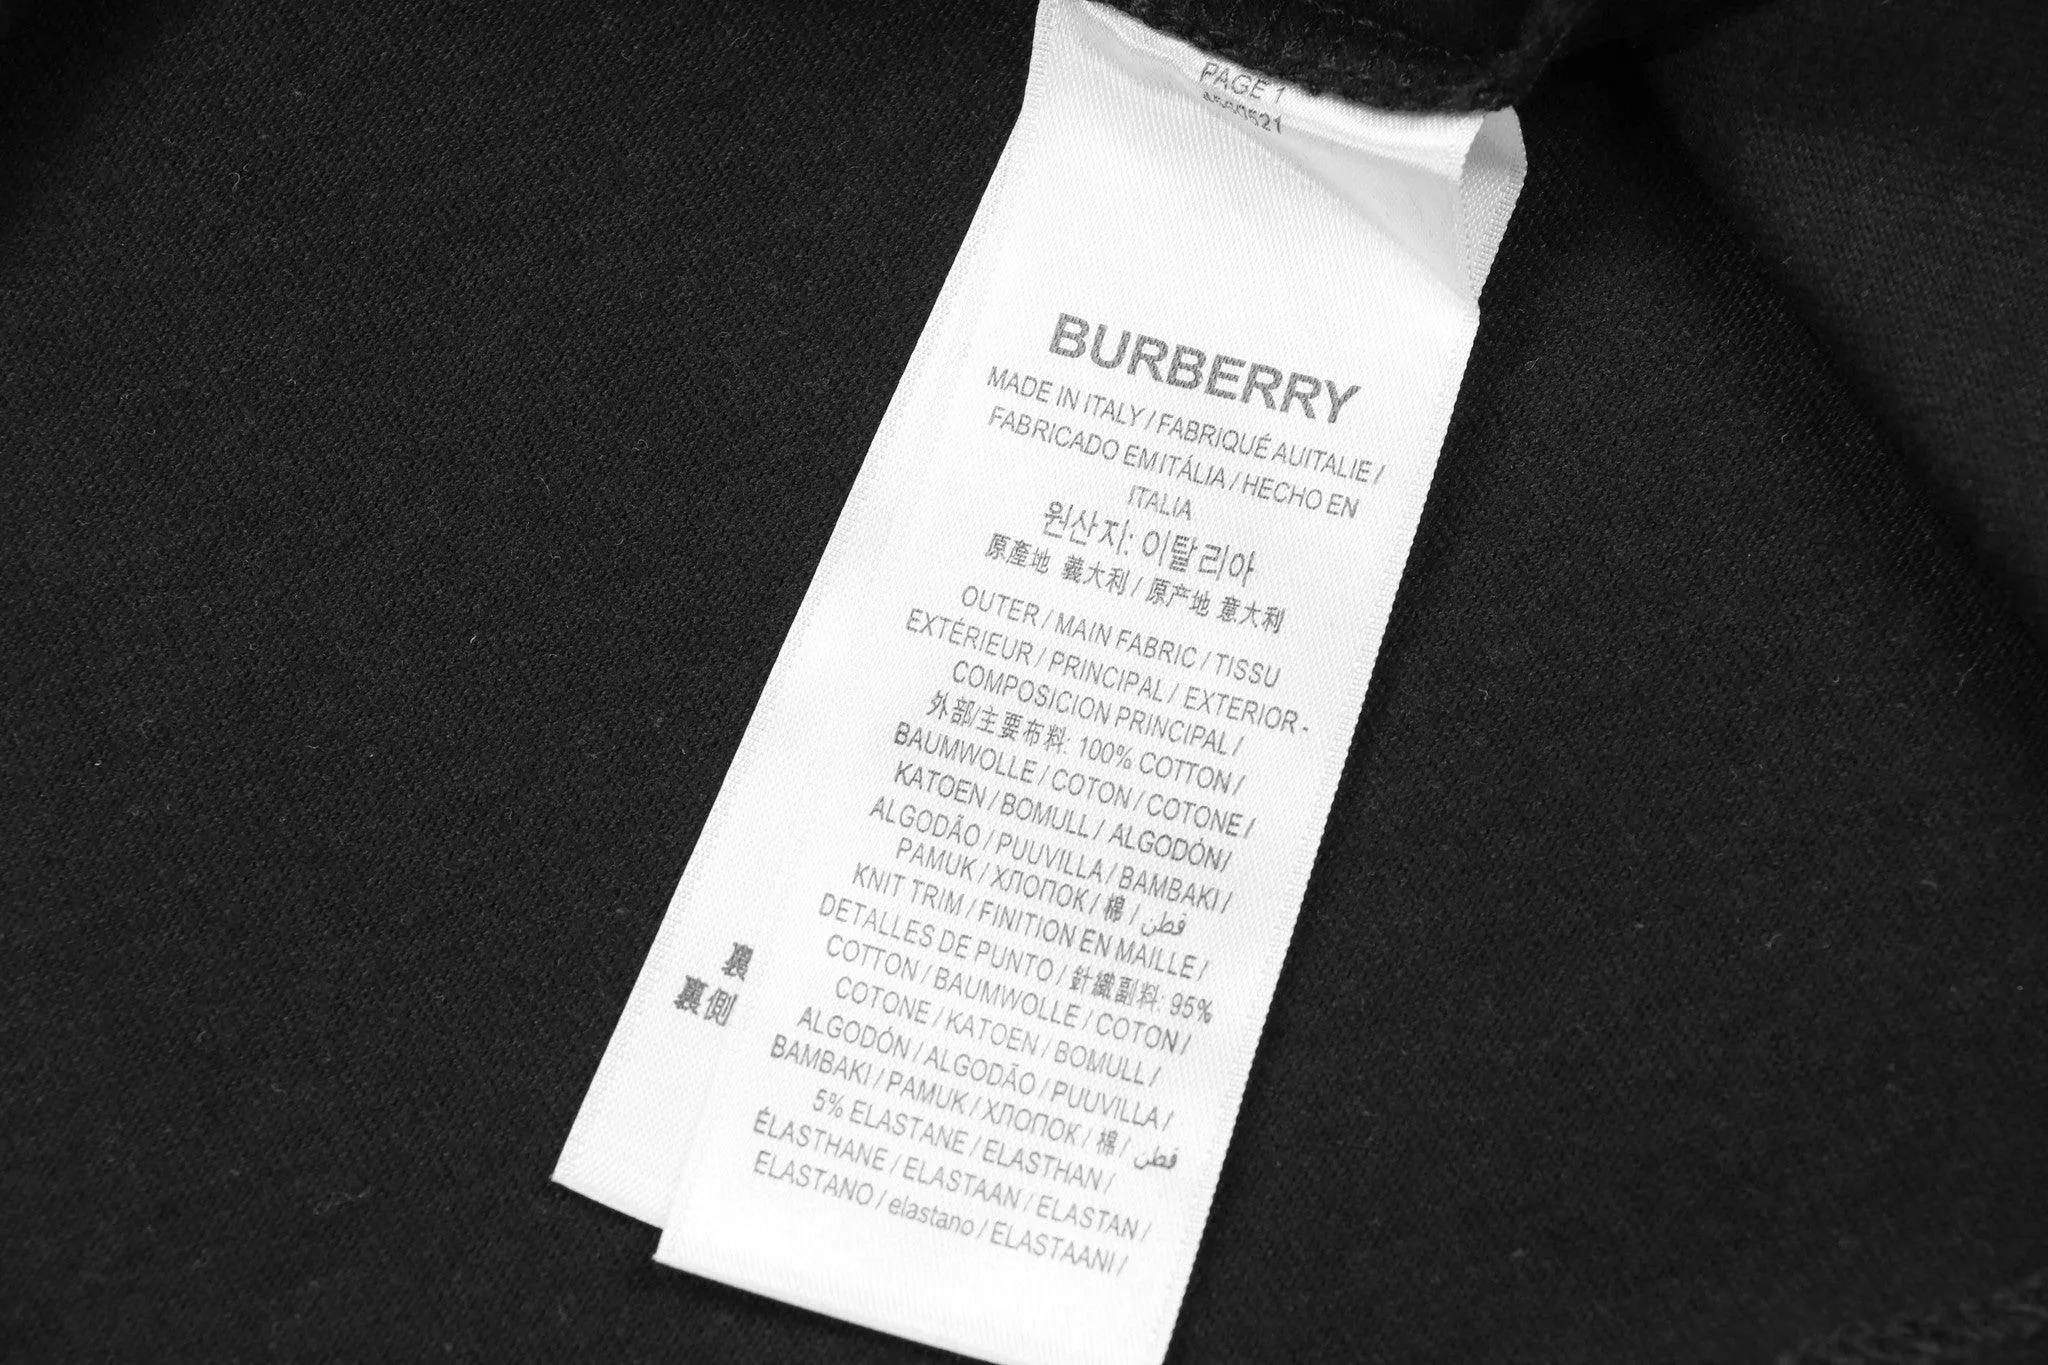 PAGE 1
BURBERRY
MADE IN ITALY / FABRIQUÉ AUITALIE /
FABRICADO EM ITÁLIA / HECHO EN
ITALIA
원산지: 이탈리아
原產地 義大利 / 原产地 意大利
OUTER / MAIN FABRIC / TISSU
EXTÉRIEUR / PRINCIPAL / EXTERIOR -
COMPOSICION PRINCIPAL /
外部/主要布料: 100% COTTON /
BAUMWOLLE / COTON / COTONE /
KATOEN / BOMULL / ALGODÓN /
ALGODÃO / PUUVILLA / BAMBAKI /
PAMUK / ХЛОПОК / 棉 / قطن
KNIT TRIM / FINITION EN MAILLE /
DETALLES DE PUNTO / 針織副料: 95%
COTTON / BAUMWOLLE / COTON /
COTONE / KATOEN / BOMULL /
ALGODÓN / ALGODÃO / PUUVILLA /
BAMBAKI / PAMUK / ХЛОПОК / 棉 / قطن
5% ELASTANE / ELASTHAN /
ÉLASTHANE / ELASTAAN / ELASTAN /
ELASTANO / elastano / ELASTAANI /
裏
裏側